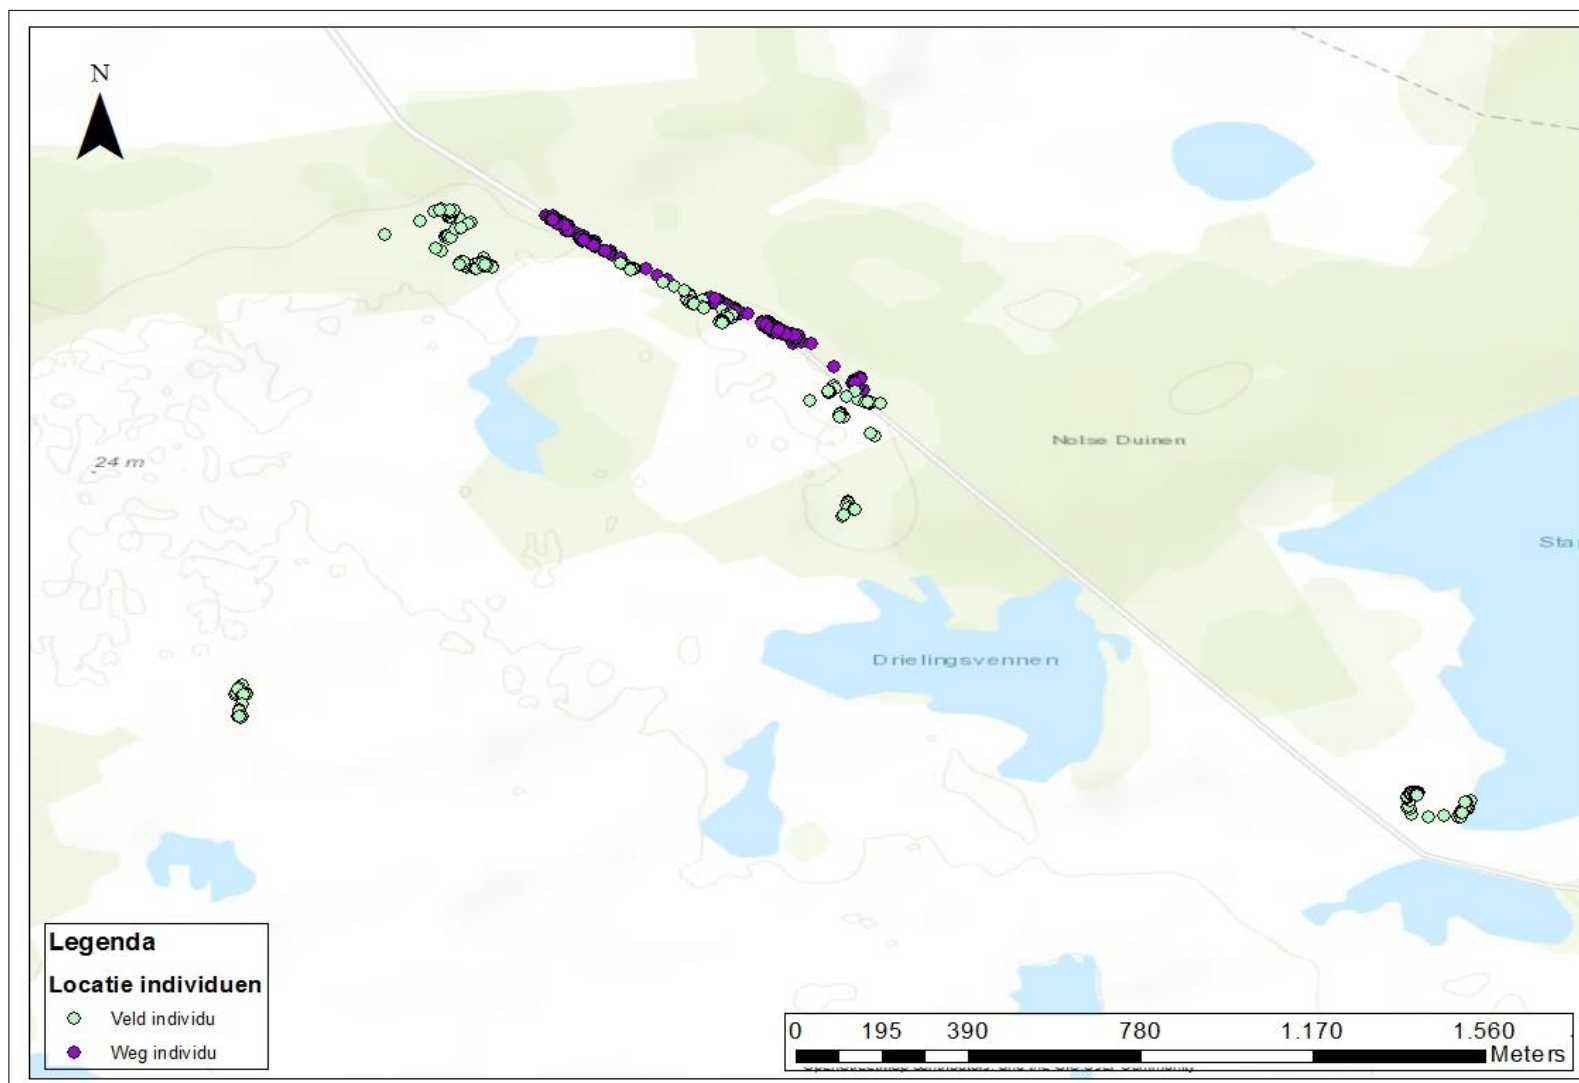 N
Nolse Duinen
24 m
Drielingsvennen
Legenda
Locatie individuen
Veld individu
Weg individu
0 195 390 780 1.170 1.560
Meters